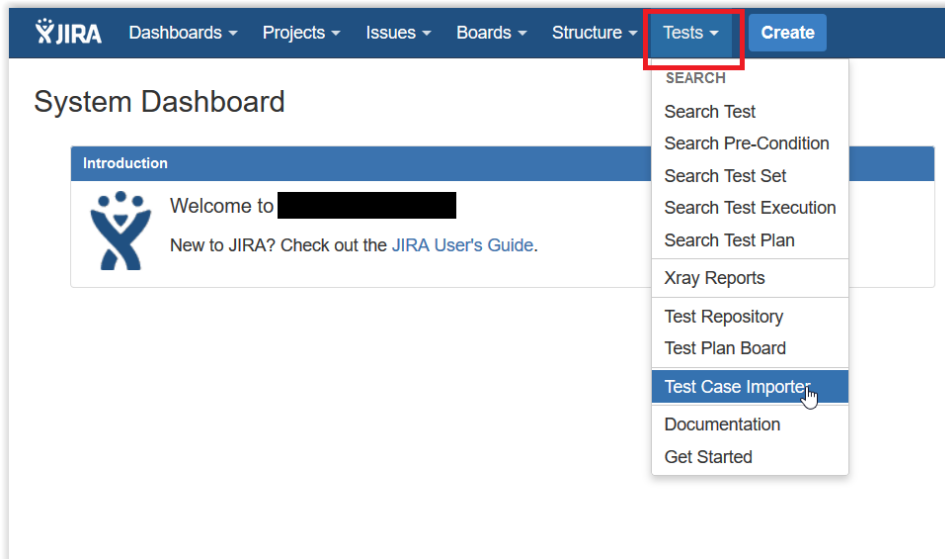 JIRA Dashboards Projects Issues Boards Structure Tests Create
System Dashboard
Introduction
Welcome to
New to JIRA? Check out the JIRA User's Guide.
SEARCH
Search Test
Search Pre-Condition
Search Test Set
Search Test Execution
Search Test Plan
Xray Reports
Test Repository
Test Plan Board
Test Case Importer
Documentation
Get Started